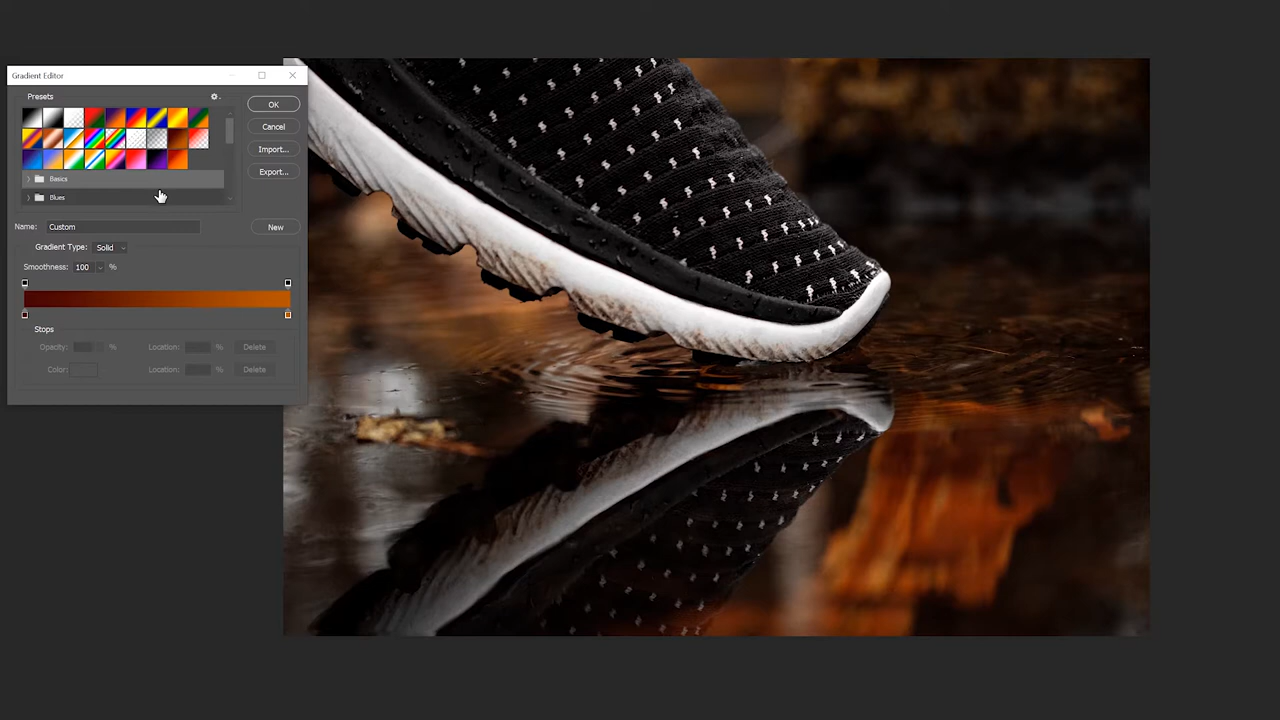 Gradient Editor
Presets
OK
Cancel
Import...
Export...
Basics
Blues
Name: Custom
New
Gradient Type: Solid
Smoothness: 100 %
Stops
Opacity: % Location: % Delete
Color: Location: % Delete